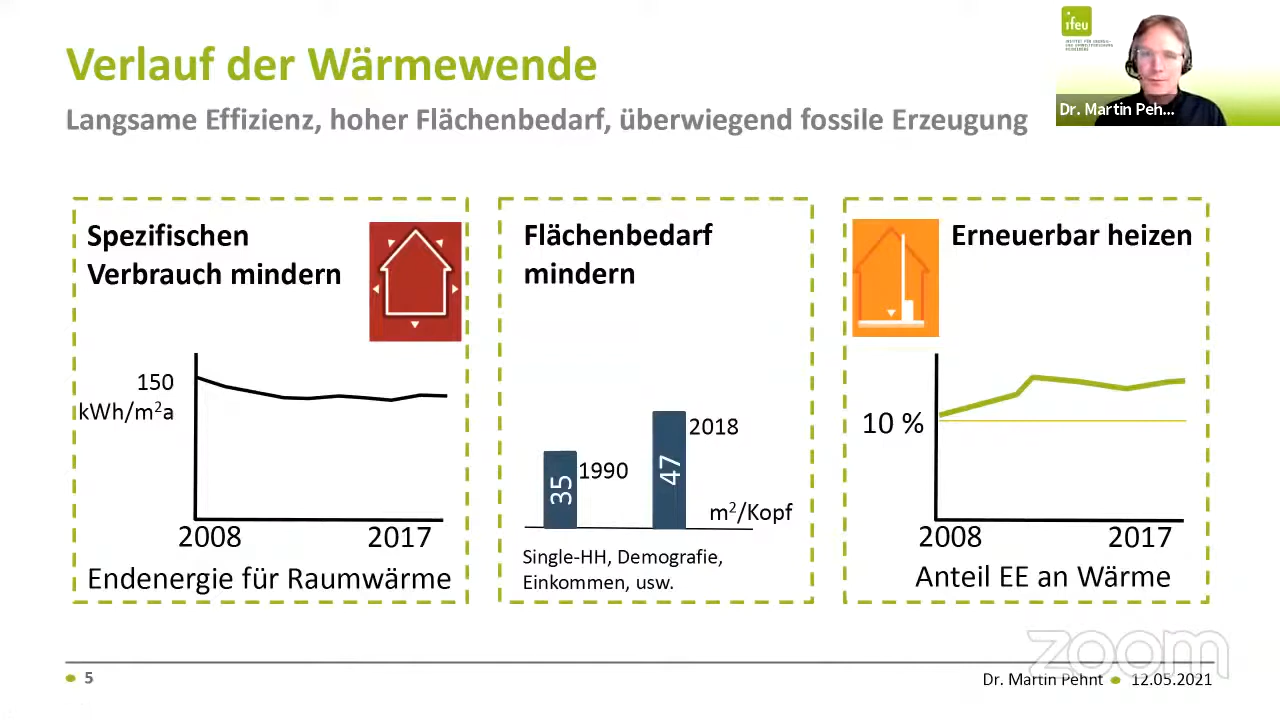 Verlauf der Wärmewende
Langsame Effizienz, hoher Flächenbedarf, überwiegend fossile Erzeugung
ifeu
Dr. Martin Peh...
Spezifischen
Verbrauch mindern
150
kWh/m²a
2008
2017
Endenergie für Raumwärme
Flächenbedarf
mindern
35
1990
47
2018
m²/Kopf
Single-HH, Demografie,
Einkommen, usw.
Erneuerbar heizen
10 %
2008
2017
Anteil EE an Wärme
zoom
5
Dr. Martin Pehnt
12.05.2021